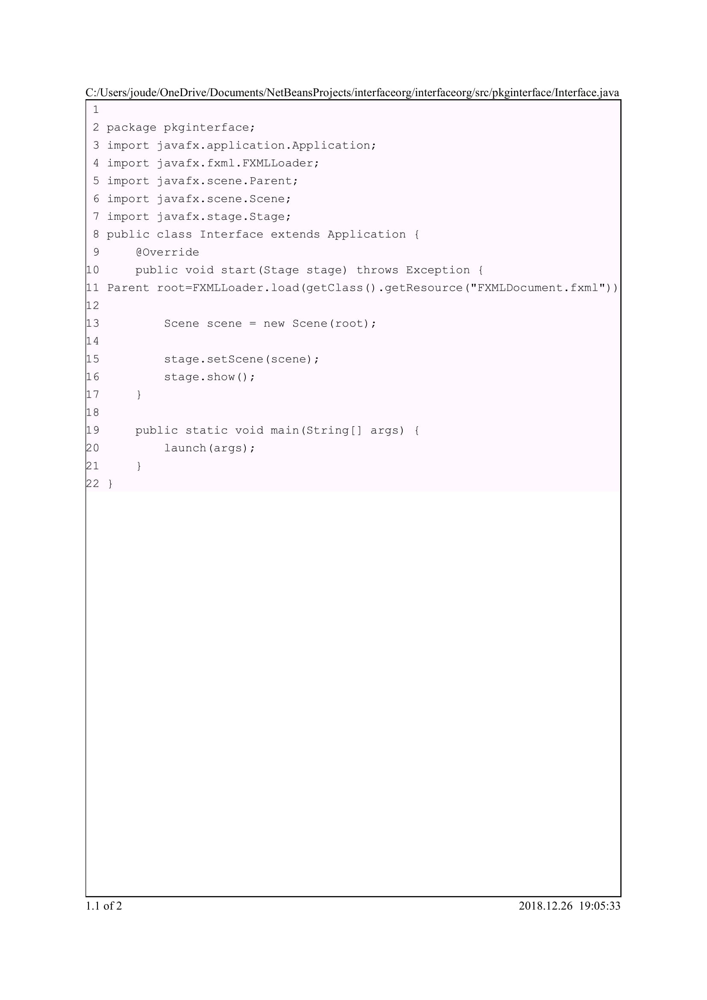 C:/Users/joude/OneDrive/Documents/NetBeansProjects/interfaceorg/interfaceorg/src/pkginterface/Interface.java
1
2 package pkginterface;
3 import javafx.application.Application;
4 import javafx.fxml.FXMLLoader;
5 import javafx.scene.Parent;
6 import javafx.scene.Scene;
7 import javafx.stage.Stage;
8 public class Interface extends Application {
9     @Override
10     public void start(Stage stage) throws Exception {
11 Parent root=FXMLLoader.load(getClass().getResource("FXMLDocument.fxml"))
12
13         Scene scene = new Scene(root);
14
15         stage.setScene(scene);
16         stage.show();
17     }
18
19     public static void main(String[] args) {
20         launch(args);
21     }
22 }
1.1 of 2 2018.12.26 19:05:33